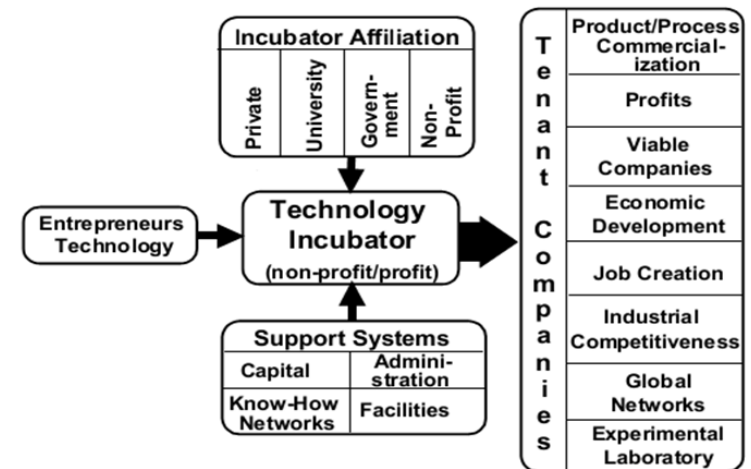 Incubator Affiliation
Private
University
Govern-
ment
Non-
Profit
Entrepreneurs
Technology
Technology
Incubator
(non-profit/profit)
Support Systems
Capital
Admini-
stration
Know-How
Networks
Facilities
Tenant Companies
Product/Process
Commercial-
ization
Profits
Viable
Companies
Economic
Development
Job Creation
Industrial
Competitiveness
Global
Networks
Experimental
Laboratory